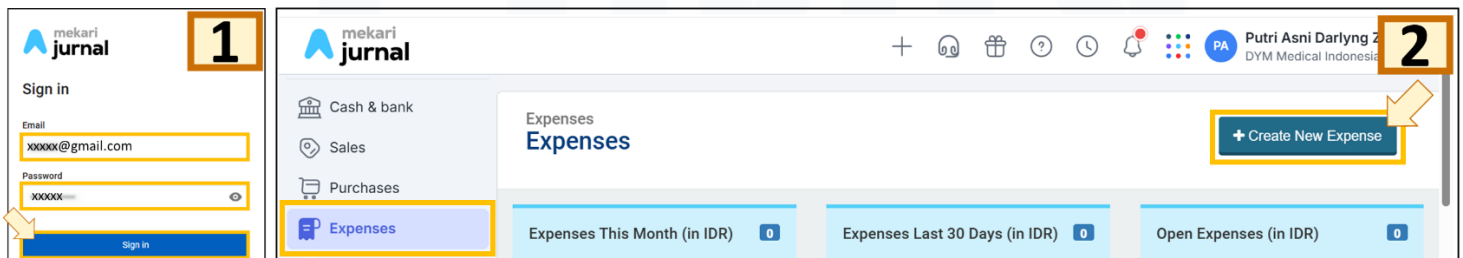 mekari
jurnal
1
Sign in
Email
xxxxx@gmail.com
Password
xxxxx
Sign in
mekari
jurnal
PA
Putri Asni Darlyng Z
DYM Medical Indonesia
2
Cash & bank
Sales
Purchases
Expenses
Expenses
Expenses
+ Create New Expense
Expenses This Month (in IDR) 0
Expenses Last 30 Days (in IDR) 0
Open Expenses (in IDR) 0